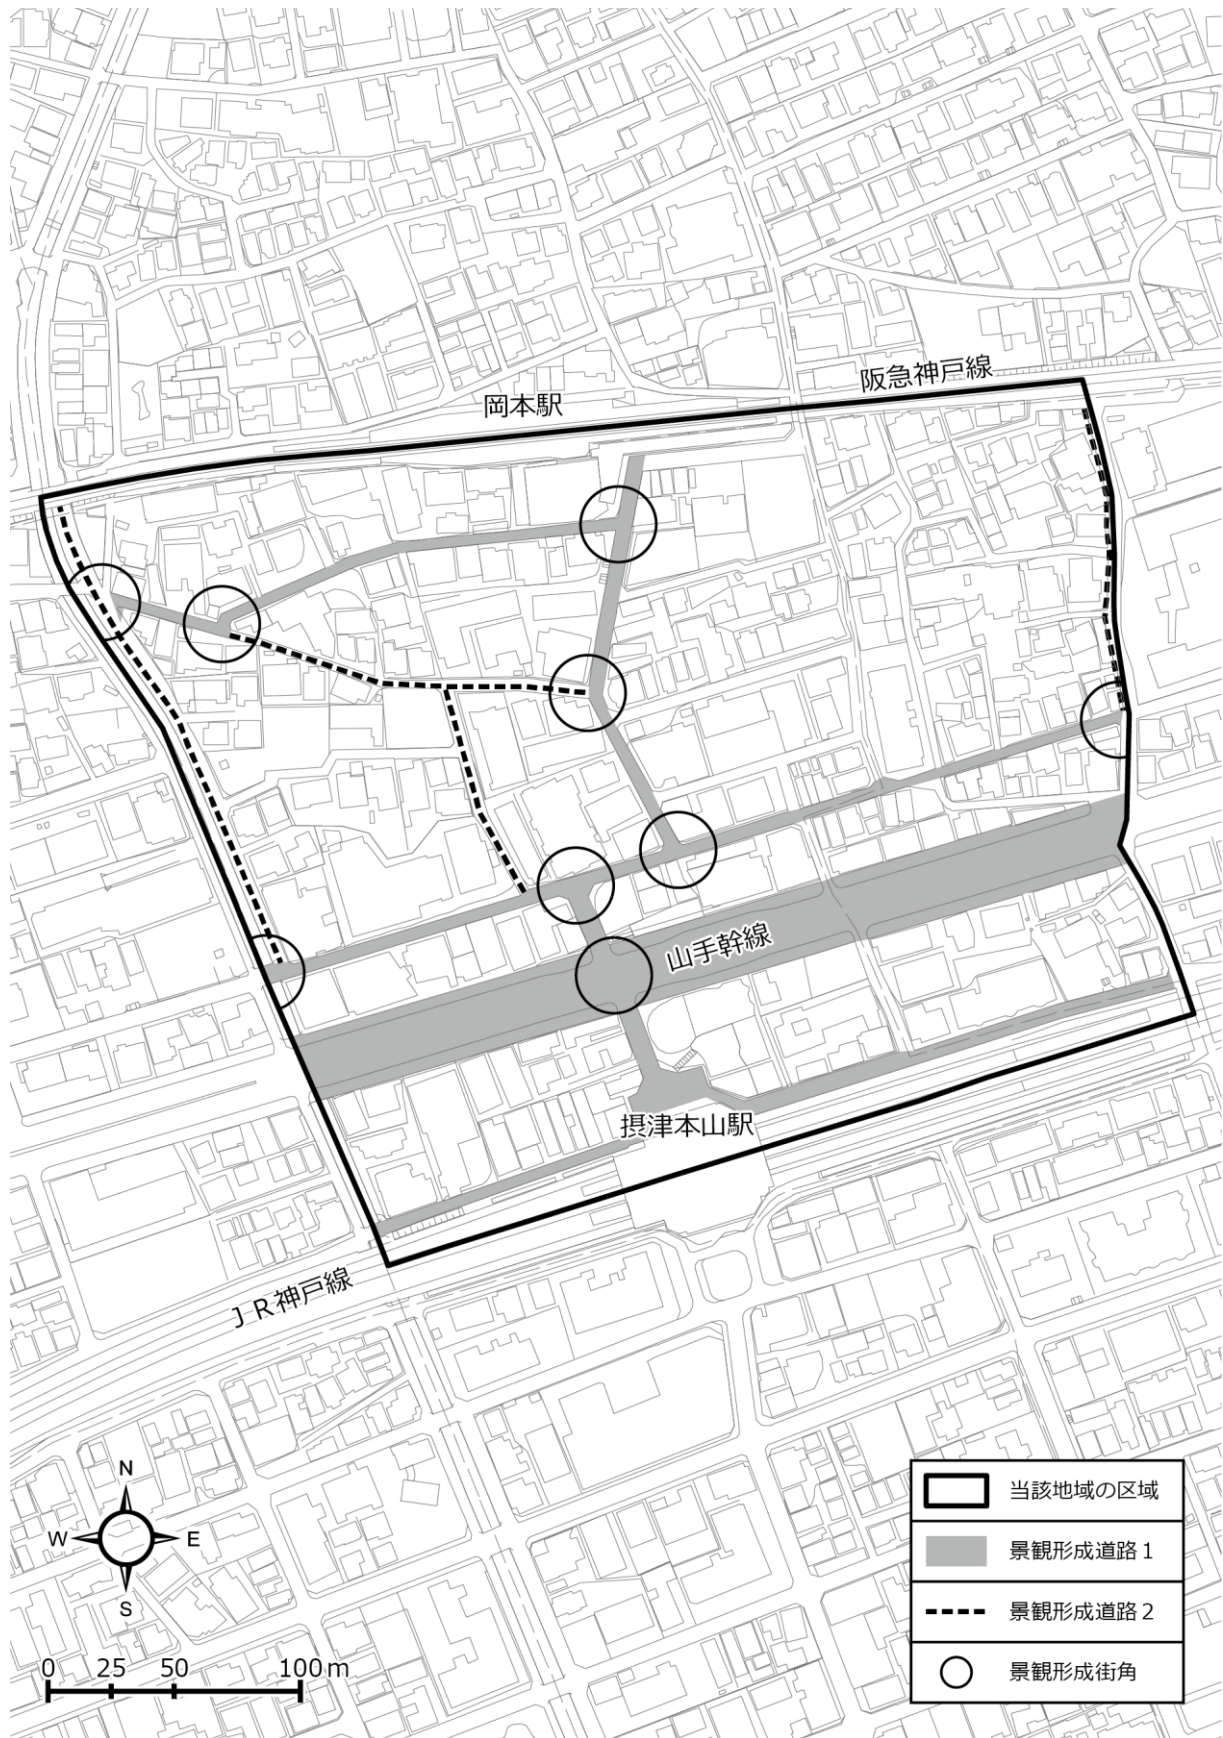 阪急神戸線
岡本駅
山手幹線
摂津本山駅
JR神戸線
N
W E
S
0 25 50 100m
当該地域の区域
景観形成道路1
景観形成道路2
景観形成街角